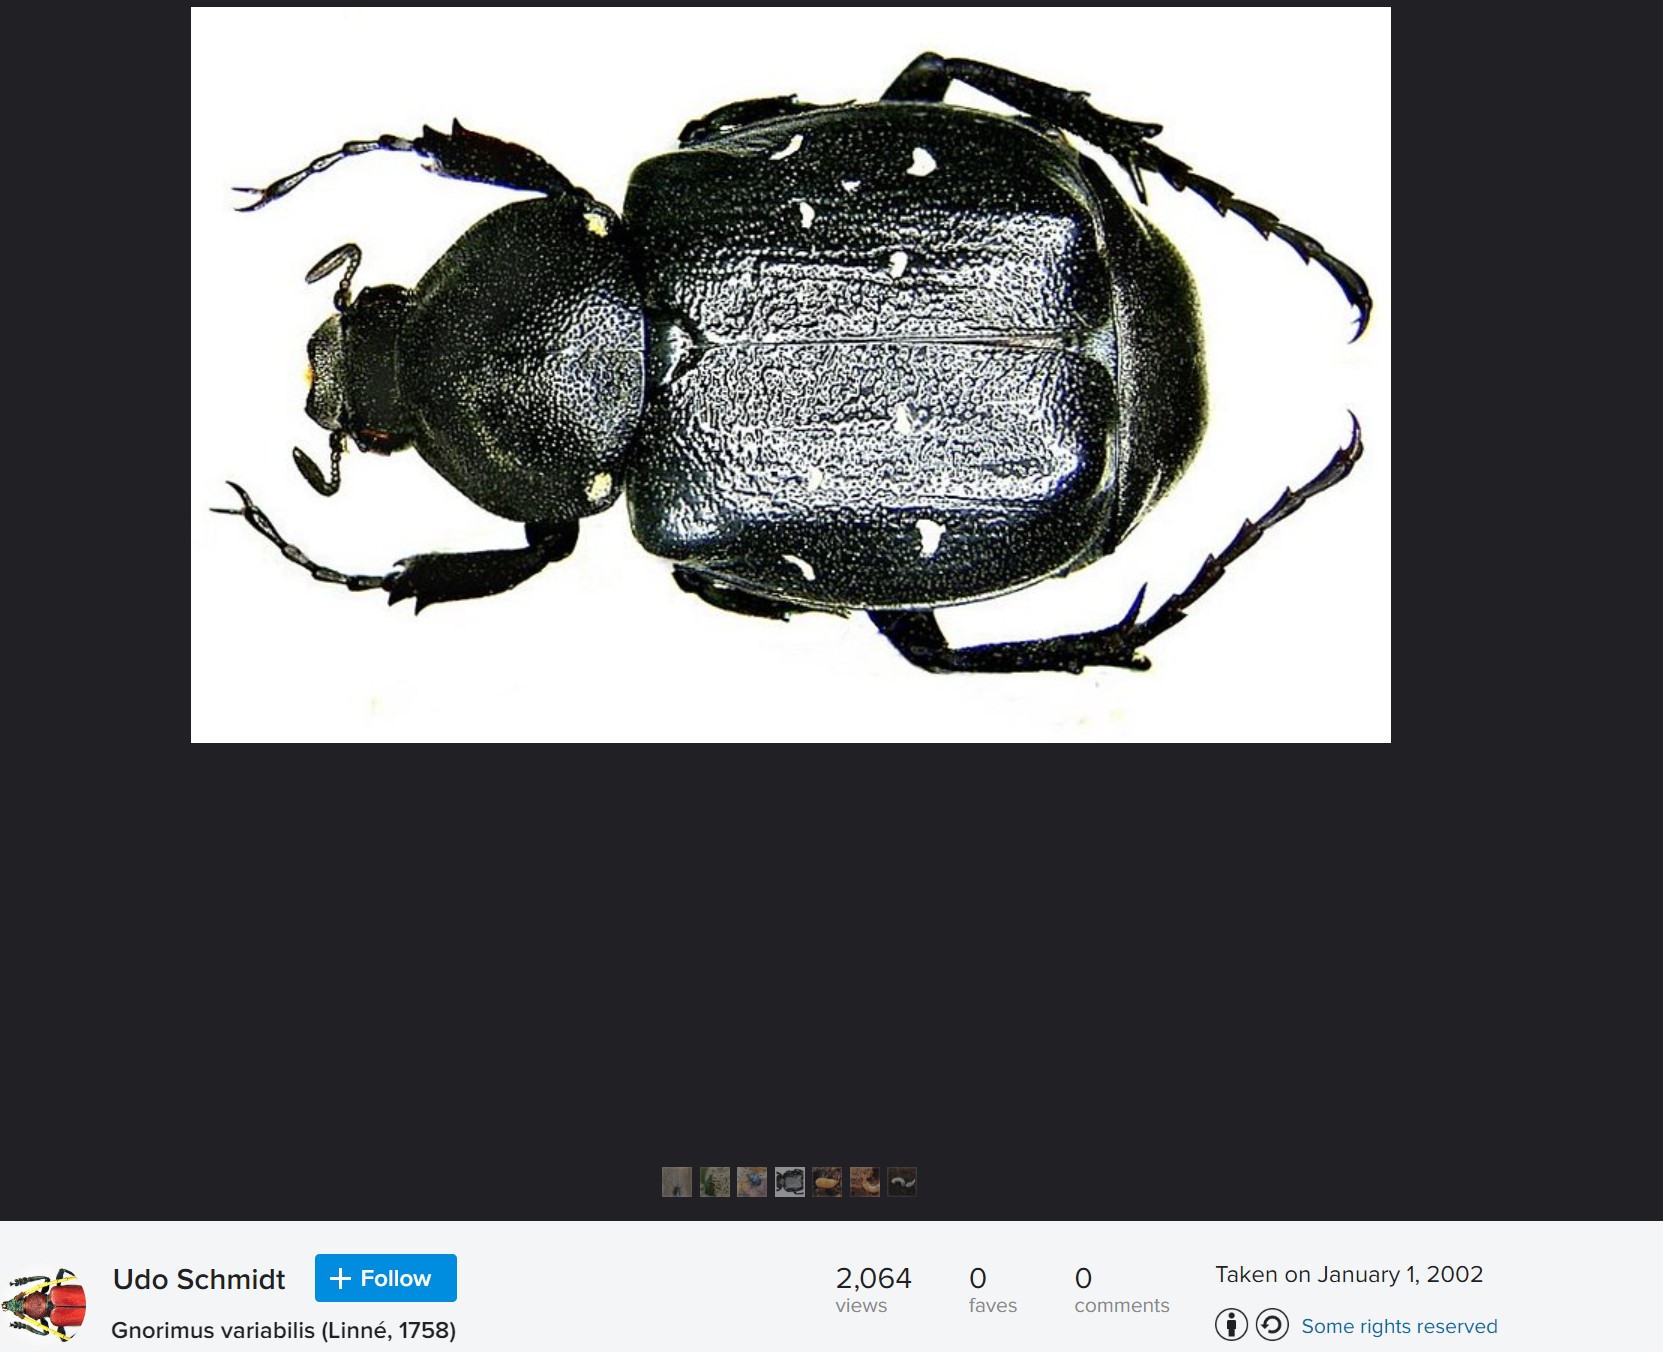 Udo Schmidt
+ Follow
Gnorimus variabilis (Linné, 1758)
2,064
views
0
faves
0
comments
Taken on January 1, 2002
Some rights reserved